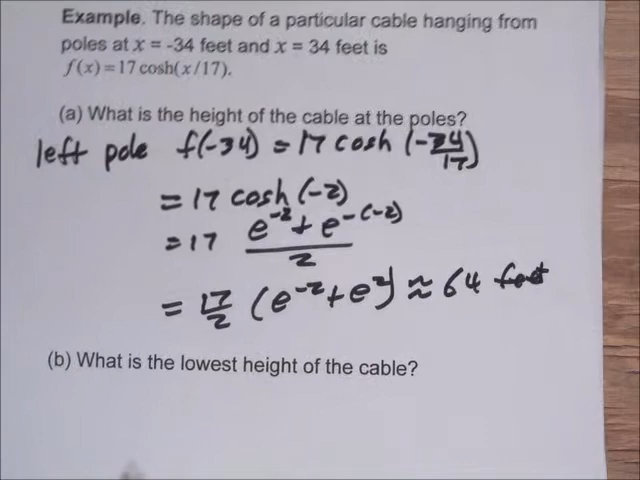 Example. The shape of a particular cable hanging from
poles at x = -34 feet and x = 34 feet is
f(x)=17 cosh(x/17).
(a) What is the height of the cable at the poles?
left pole f(-34) = 17 cosh (-34/17)
= 17 cosh (-2)
= 17 (e^-2 + e^-(-2))/2
= 17/2 (e^-2 + e^2) ≈ 64 feet
(b) What is the lowest height of the cable?